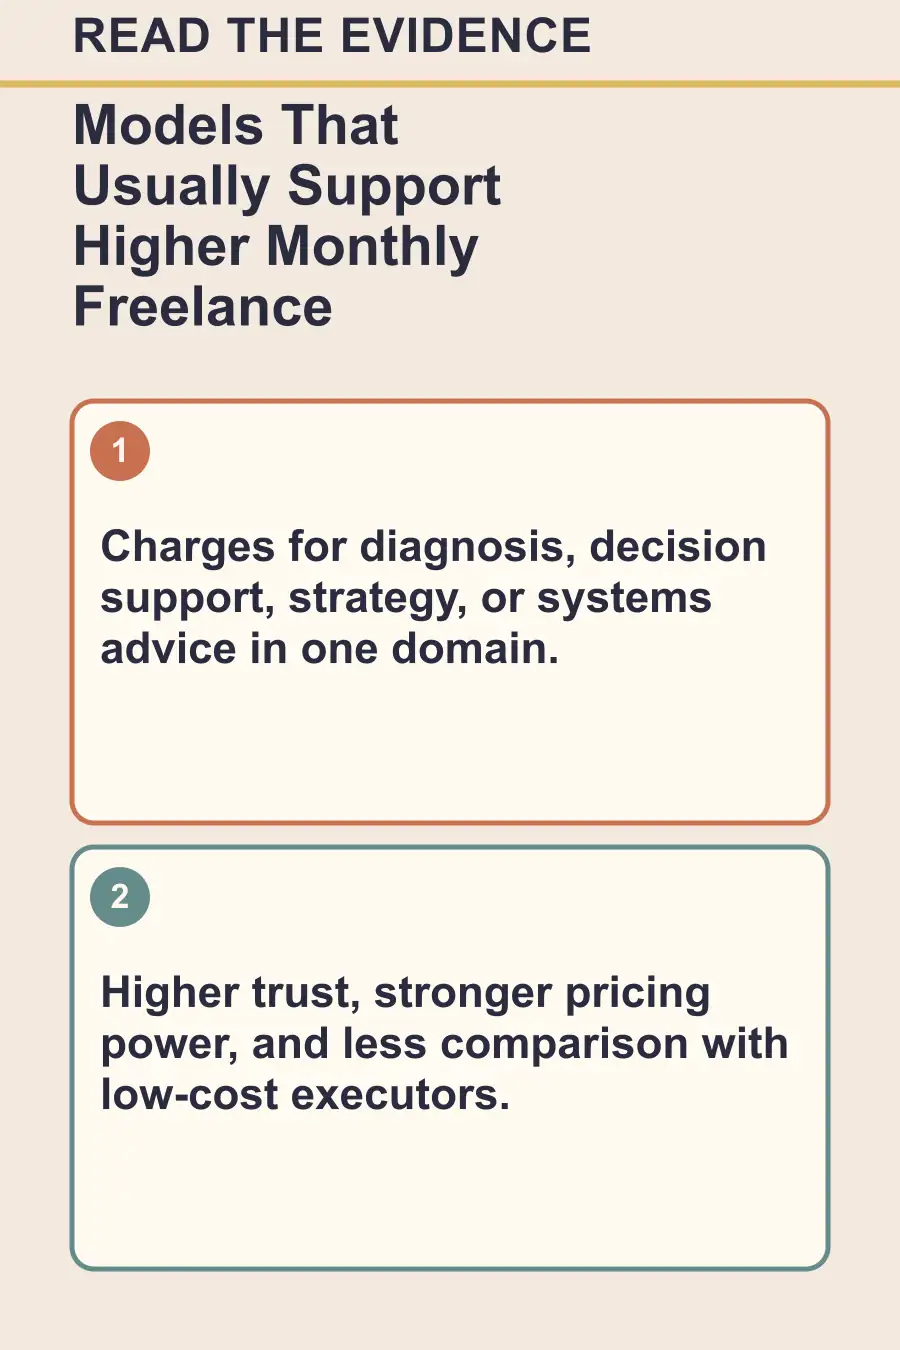 READ THE EVIDENCE
Models That
Usually Support
Higher Monthly
Freelance
1
Charges for diagnosis, decision
support, strategy, or systems
advice in one domain.
2
Higher trust, stronger pricing
power, and less comparison with
low-cost executors.